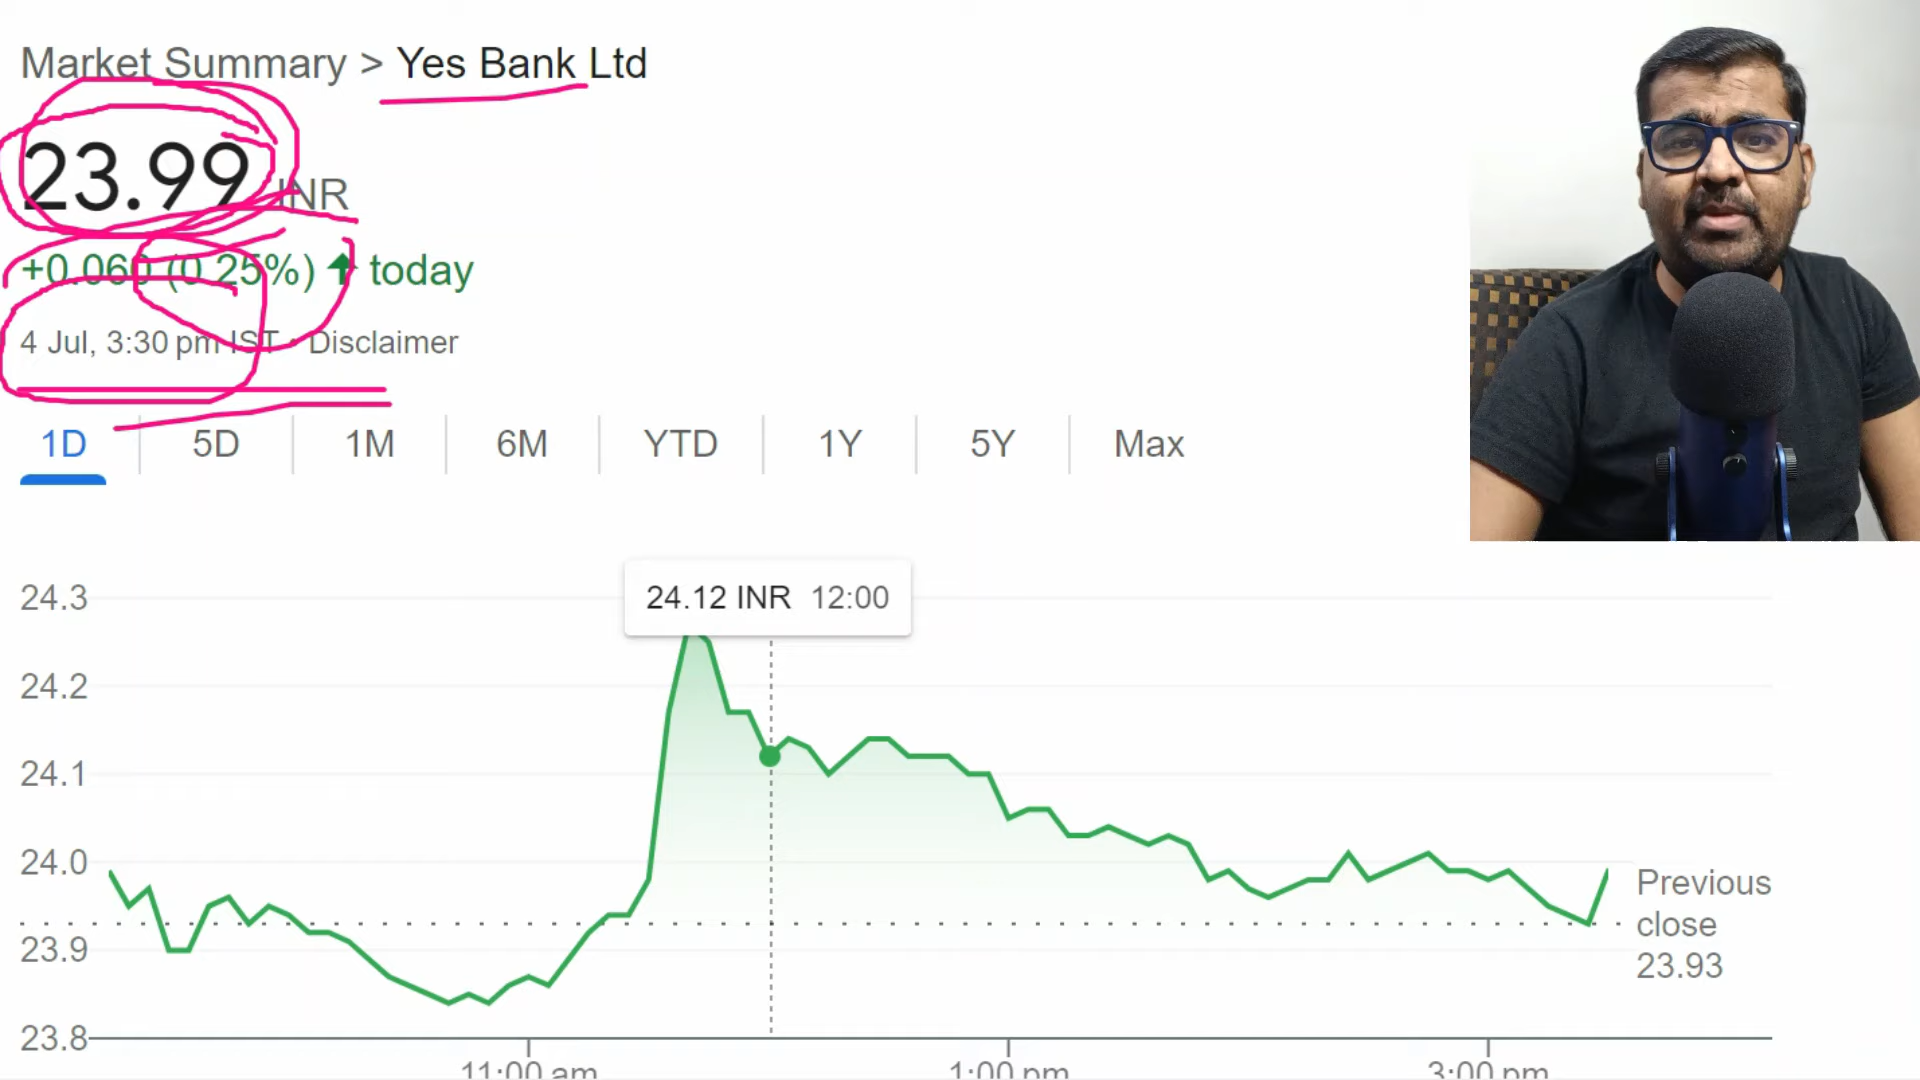 Market Summary > Yes Bank Ltd
23.99 INR
+0.060 (0.25%) ↑ today
4 Jul, 3:30 pm IST • Disclaimer
1D 5D 1M 6M YTD 1Y 5Y Max
24.12 INR 12:00
24.3
24.2
24.1
24.0
23.9
23.8
Previous
close
23.93
11:00 am 1:00 pm 3:00 pm